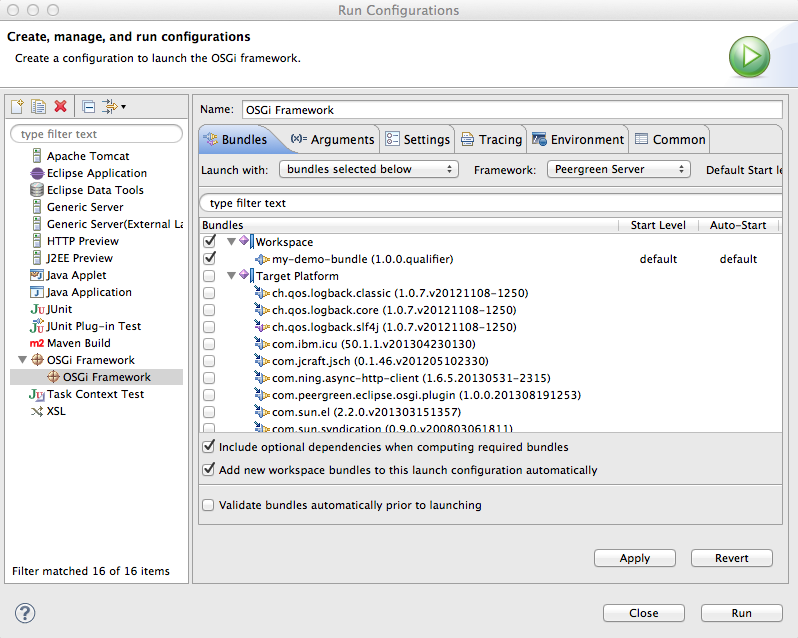 Run Configurations
Create, manage, and run configurations
Create a configuration to launch the OSGi framework.
type filter text
Apache Tomcat
Eclipse Application
Eclipse Data Tools
Generic Server
Generic Server(External La
HTTP Preview
J2EE Preview
Java Applet
Java Application
JUnit
JUnit Plug-in Test
Maven Build
OSGi Framework
OSGi Framework
Task Context Test
XSL
Filter matched 16 of 16 items
Name: OSGi Framework
Bundles (x)= Arguments Settings Tracing Environment Common
Launch with: bundles selected below Framework: Peergreen Server Default Start le
type filter text
Bundles Start Level Auto-Start
Workspace
my-demo-bundle (1.0.0.qualifier) default default
Target Platform
ch.qos.logback.classic (1.0.7.v20121108-1250)
ch.qos.logback.core (1.0.7.v20121108-1250)
ch.qos.logback.slf4j (1.0.7.v20121108-1250)
com.ibm.icu (50.1.1.v201304230130)
com.jcraft.jsch (0.1.46.v201205102330)
com.ning.async-http-client (1.6.5.20130531-2315)
com.peergreen.eclipse.osgi.plugin (1.0.0.201308191253)
com.sun.el (2.2.0.v201303151357)
com.sun.syndication (0.9.0.v200803061811)
Include optional dependencies when computing required bundles
Add new workspace bundles to this launch configuration automatically
Validate bundles automatically prior to launching
Apply Revert
? Close Run